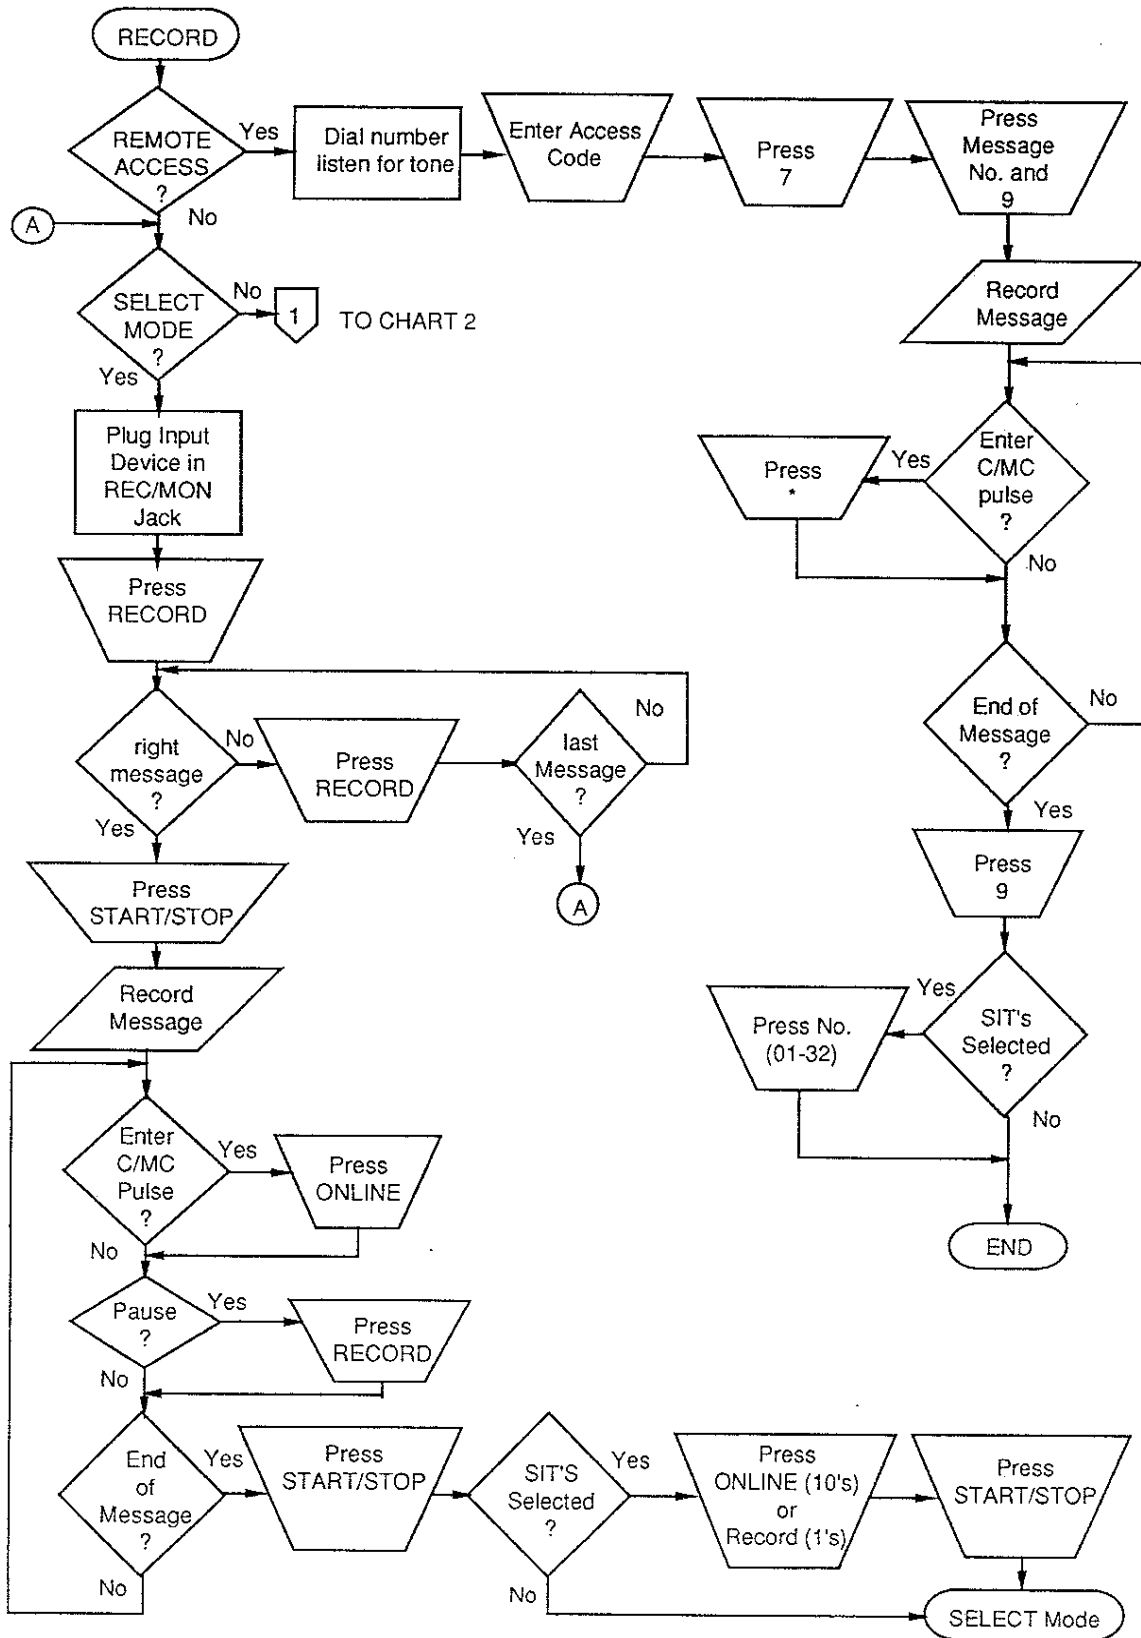 RECORD
REMOTE
ACCESS
?
Yes
Dial number
listen for tone
Enter Access
Code
Press
7
Press
Message
No. and
9
No
A
SELECT
MODE
?
No
1
TO CHART 2
Yes
Plug Input
Device in
REC/MON
Jack
Press
RECORD
right
message
?
No
Press
RECORD
last
Message
?
No
Yes
A
Yes
Press
START/STOP
Record
Message
Enter
C/MC
Pulse
?
Yes
Press
ONLINE
No
Pause
?
Yes
Press
RECORD
No
End
of
Message
?
No
Yes
Press
START/STOP
SIT'S
Selected
?
Yes
Press
ONLINE (10's)
or
Record (1's)
Press
START/STOP
No
SELECT Mode
Record
Message
Enter
C/MC
pulse
?
Yes
Press
*
No
End of
Message
?
No
Yes
Press
9
SIT's
Selected
?
Yes
Press No.
(01-32)
No
END